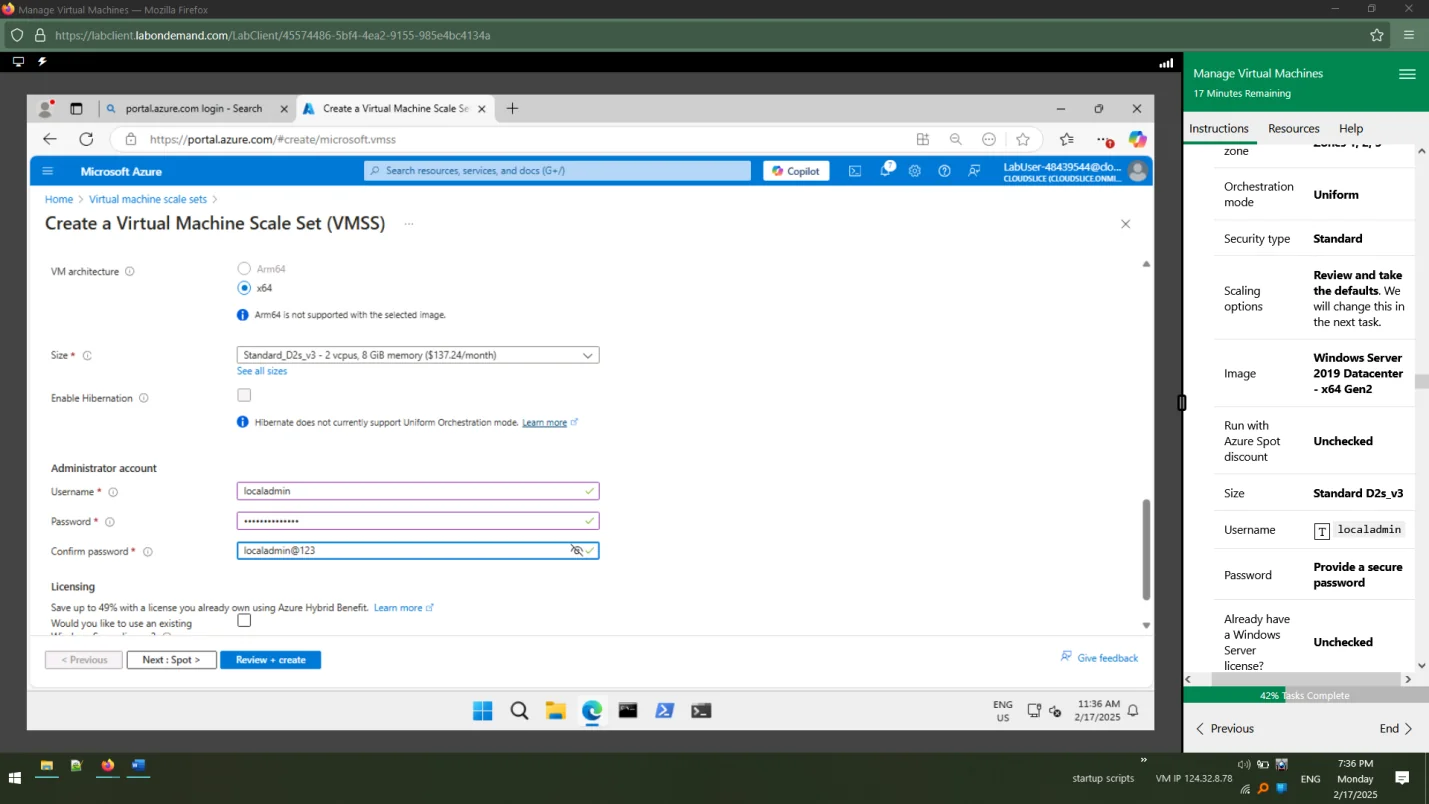 Manage Virtual Machines — Mozilla Firefox
https://labclient.labondemand.com/LabClient/45574486-5bf4-4ea2-9155-985e4bc4134a
portal.azure.com login - Search
Create a Virtual Machine Scale Se
https://portal.azure.com/#create/microsoft.vmss
Microsoft Azure
Search resources, services, and docs (G+/)
Copilot
7
LabUser-48439544@clo...
CLOUDSLICE (CLOUDSLICE.ONMI...
Home > Virtual machine scale sets >
Create a Virtual Machine Scale Set (VMSS) ...
VM architecture
Arm64
x64
Arm64 is not supported with the selected image.
Size *
Standard_D2s_v3 - 2 vcpus, 8 GiB memory ($137.24/month)
See all sizes
Enable Hibernation
Hibernate does not currently support Uniform Orchestration mode. Learn more
Administrator account
Username *
localadmin
Password *
••••••••••••••
Confirm password *
localadmin@123
Licensing
Save up to 49% with a license you already own using Azure Hybrid Benefit. Learn more
Would you like to use an existing
< Previous
Next : Spot >
Review + create
Give feedback
ENG
US
11:36 AM
2/17/2025
Manage Virtual Machines
17 Minutes Remaining
Instructions
Resources
Help
zone
Zones 1, 2, 3
Orchestration mode
Uniform
Security type
Standard
Scaling options
Review and take
the defaults. We
will change this in
the next task.
Image
Windows Server
2019 Datacenter
- x64 Gen2
Run with
Azure Spot
discount
Unchecked
Size
Standard D2s_v3
Username
T localadmin
Password
Provide a secure
password
Already have
a Windows
Server
license?
Unchecked
42% Tasks Complete
< Previous
End >
startup scripts
VM IP 124.32.8.78
ENG
7:36 PM
Monday
2/17/2025